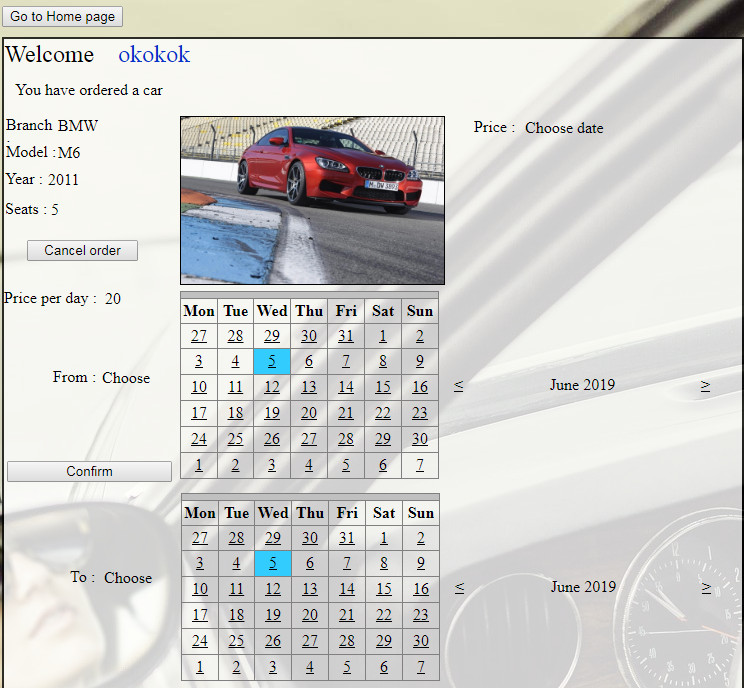 Go to Home page
Welcome okokok
You have ordered a car
Branch BMW
:
Price : Choose date
Model : M6
Year : 2011
Seats : 5
Cancel order
Price per day : 20
Mon Tue Wed Thu Fri Sat Sun
27 28 29 30 31 1 2
3 4 5 6 7 8 9
10 11 12 13 14 15 16
17 18 19 20 21 22 23
24 25 26 27 28 29 30
1 2 3 4 5 6 7
From : Choose
< June 2019 >
Confirm
Mon Tue Wed Thu Fri Sat Sun
27 28 29 30 31 1 2
3 4 5 6 7 8 9
10 11 12 13 14 15 16
17 18 19 20 21 22 23
24 25 26 27 28 29 30
1 2 3 4 5 6 7
To : Choose
< June 2019 >